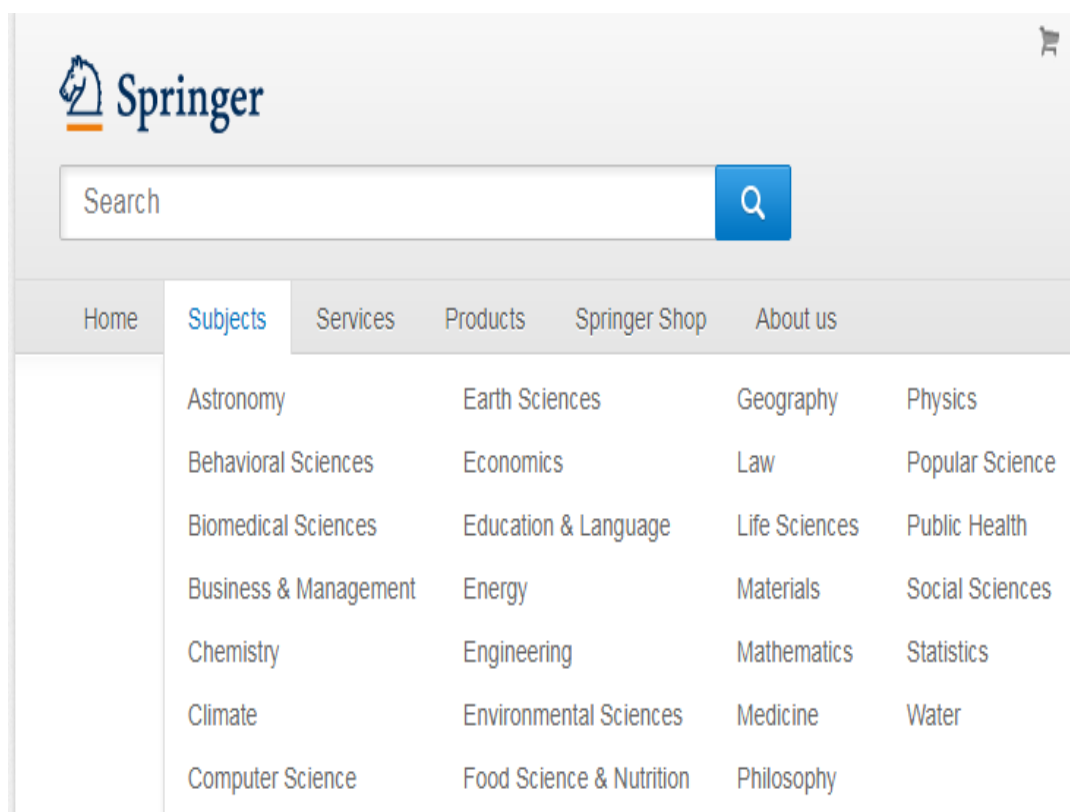 Springer
Search
Home Subjects Services Products Springer Shop About us
Astronomy Earth Sciences Geography Physics
Behavioral Sciences Economics Law Popular Science
Biomedical Sciences Education & Language Life Sciences Public Health
Business & Management Energy Materials Social Sciences
Chemistry Engineering Mathematics Statistics
Climate Environmental Sciences Medicine Water
Computer Science Food Science & Nutrition Philosophy